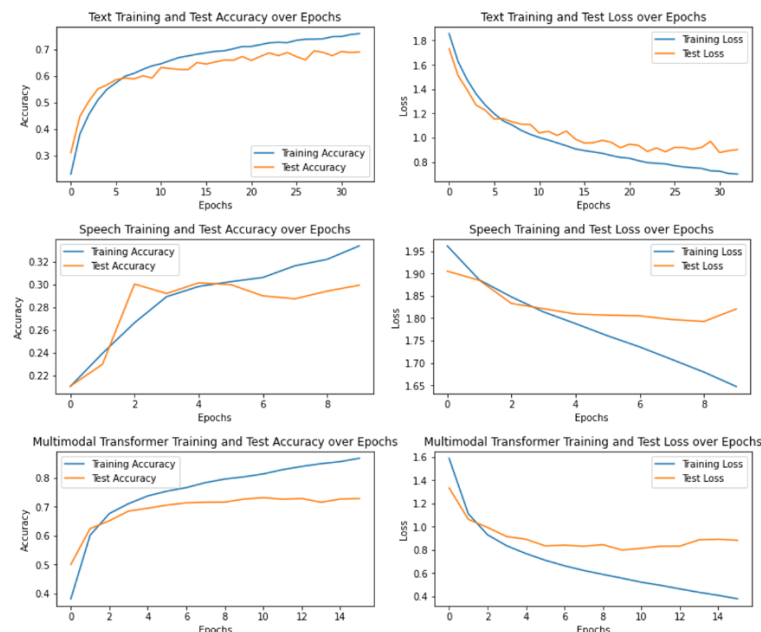 Text Training and Test Accuracy over Epochs
0.7
0.6
0.5
0.4
0.3
Accuracy
Training Accuracy
Test Accuracy
0 5 10 15 20 25 30
Epochs
Text Training and Test Loss over Epochs
1.8
1.6
1.4
1.2
1.0
0.8
Loss
Training Loss
Test Loss
0 5 10 15 20 25 30
Epochs
Speech Training and Test Accuracy over Epochs
0.32
0.30
0.28
0.26
0.24
0.22
Accuracy
Training Accuracy
Test Accuracy
0 2 4 6 8
Epochs
Speech Training and Test Loss over Epochs
1.95
1.90
1.85
1.80
1.75
1.70
1.65
Loss
Training Loss
Test Loss
0 2 4 6 8
Epochs
Multimodal Transformer Training and Test Accuracy over Epochs
0.8
0.7
0.6
0.5
0.4
Accuracy
Training Accuracy
Test Accuracy
0 2 4 6 8 10 12 14
Epochs
Multimodal Transformer Training and Test Loss over Epochs
1.6
1.4
1.2
1.0
0.8
0.6
0.4
Loss
Training Loss
Test Loss
0 2 4 6 8 10 12 14
Epochs